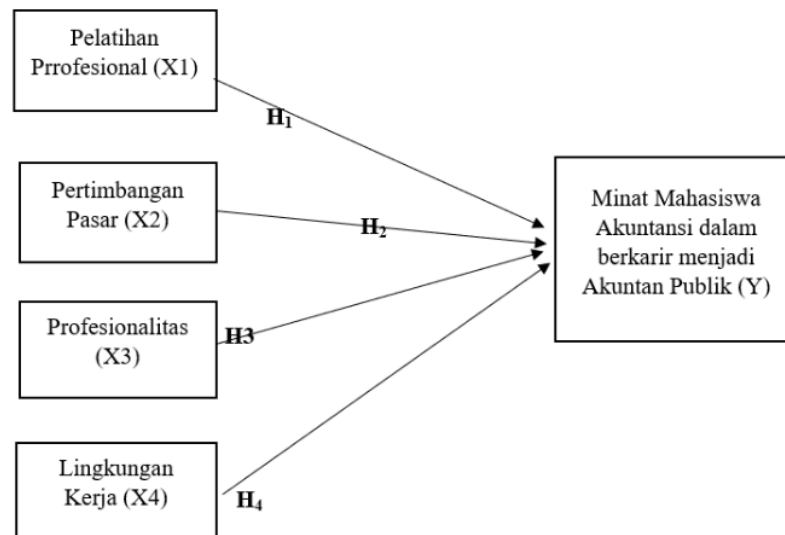 Pelatihan
Prrofesional (X1)
H₁
Pertimbangan
Pasar (X2)
H₂
Profesionalitas
(X3)
H3
Lingkungan
Kerja (X4)
H₄
Minat Mahasiswa
Akuntansi dalam
berkarir menjadi
Akuntan Publik (Y)